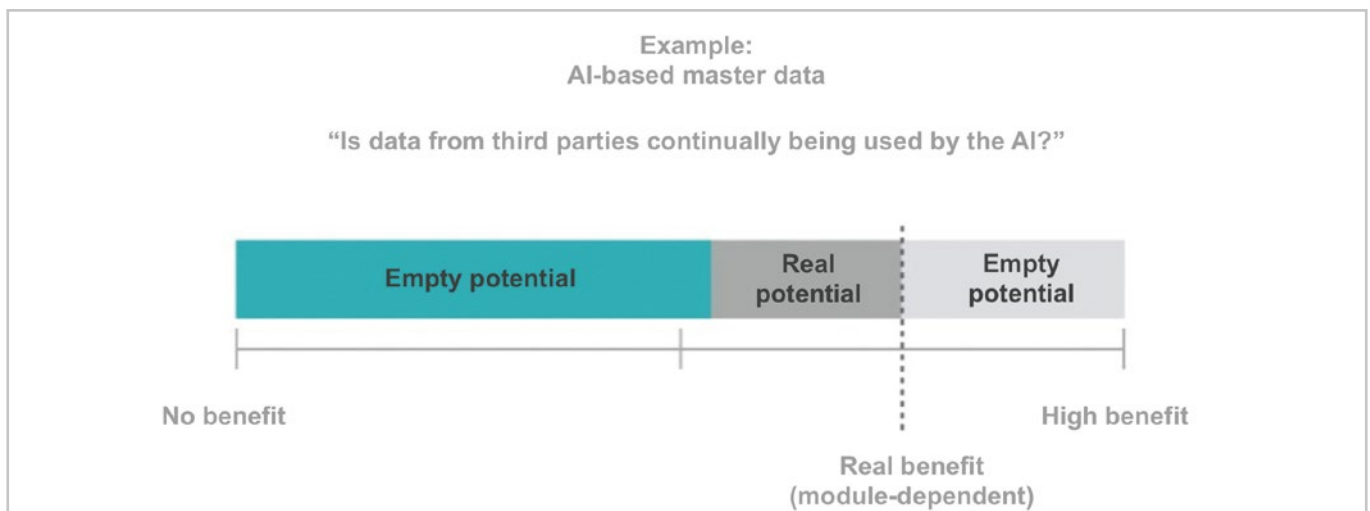 Example:
AI-based master data
“Is data from third parties continually being used by the AI?”
Empty potential
Real
potential
Empty
potential
No benefit
High benefit
Real benefit
(module-dependent)